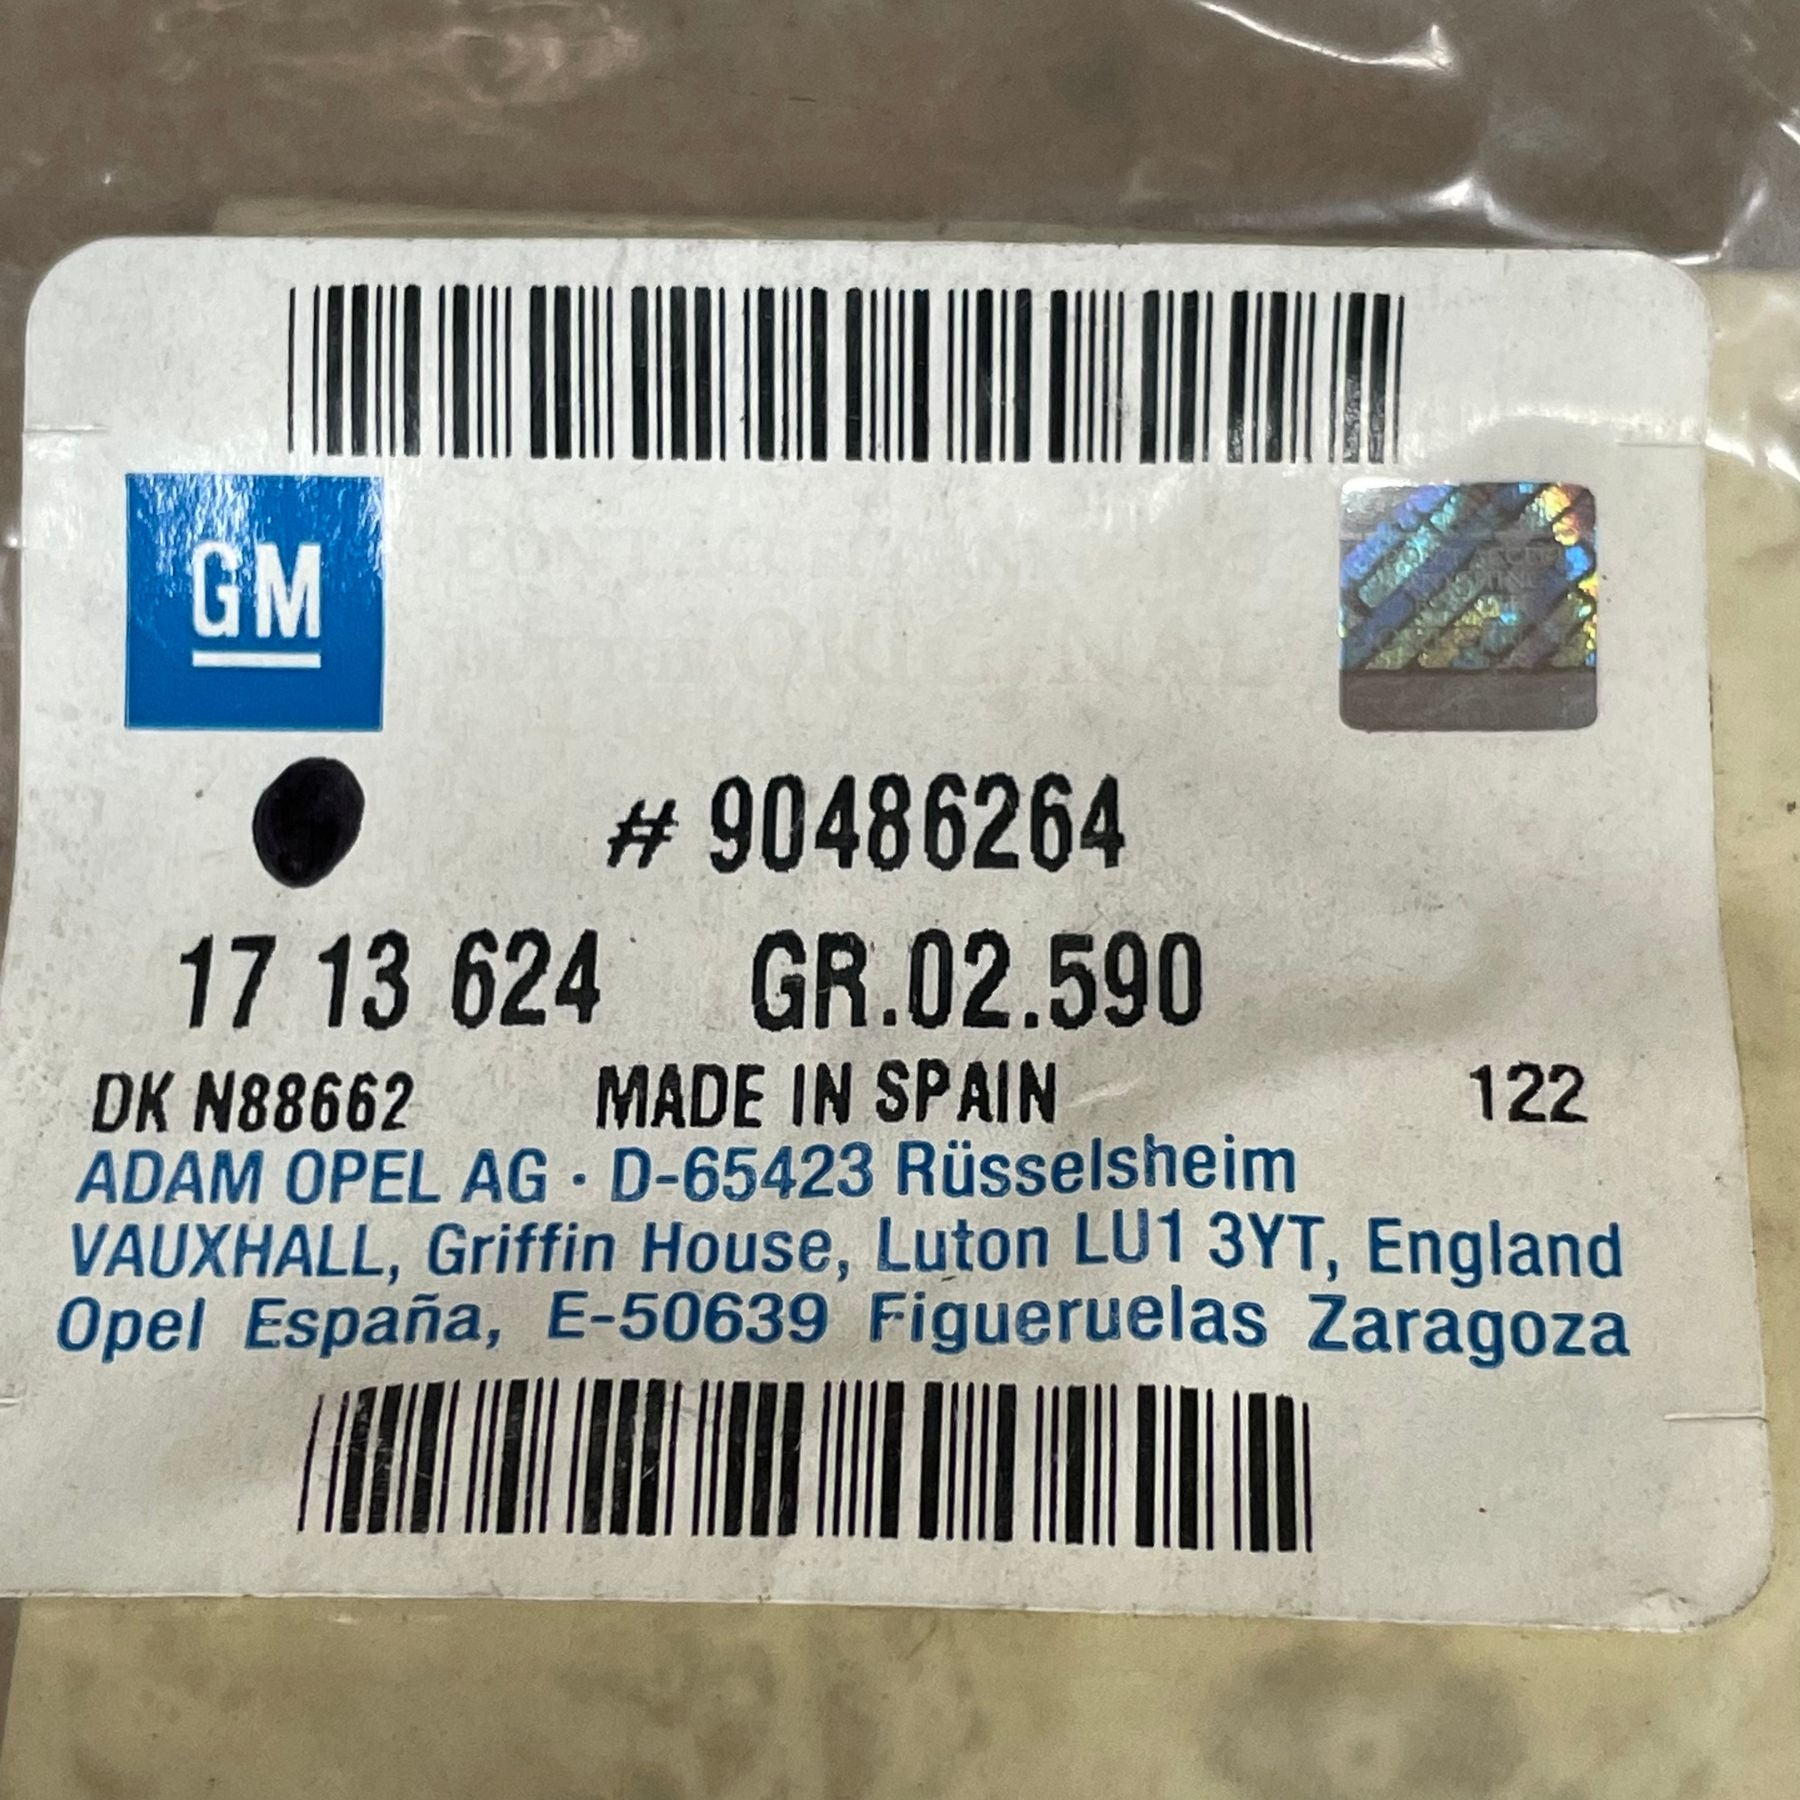 GM
# 90486264
17 13 624 GR.02.590
DK N88662 MADE IN SPAIN 122
ADAM OPEL AG · D-65423 Rüsselsheim
VAUXHALL, Griffin House, Luton LU1 3YT, England
Opel España, E-50639 Figueruelas Zaragoza